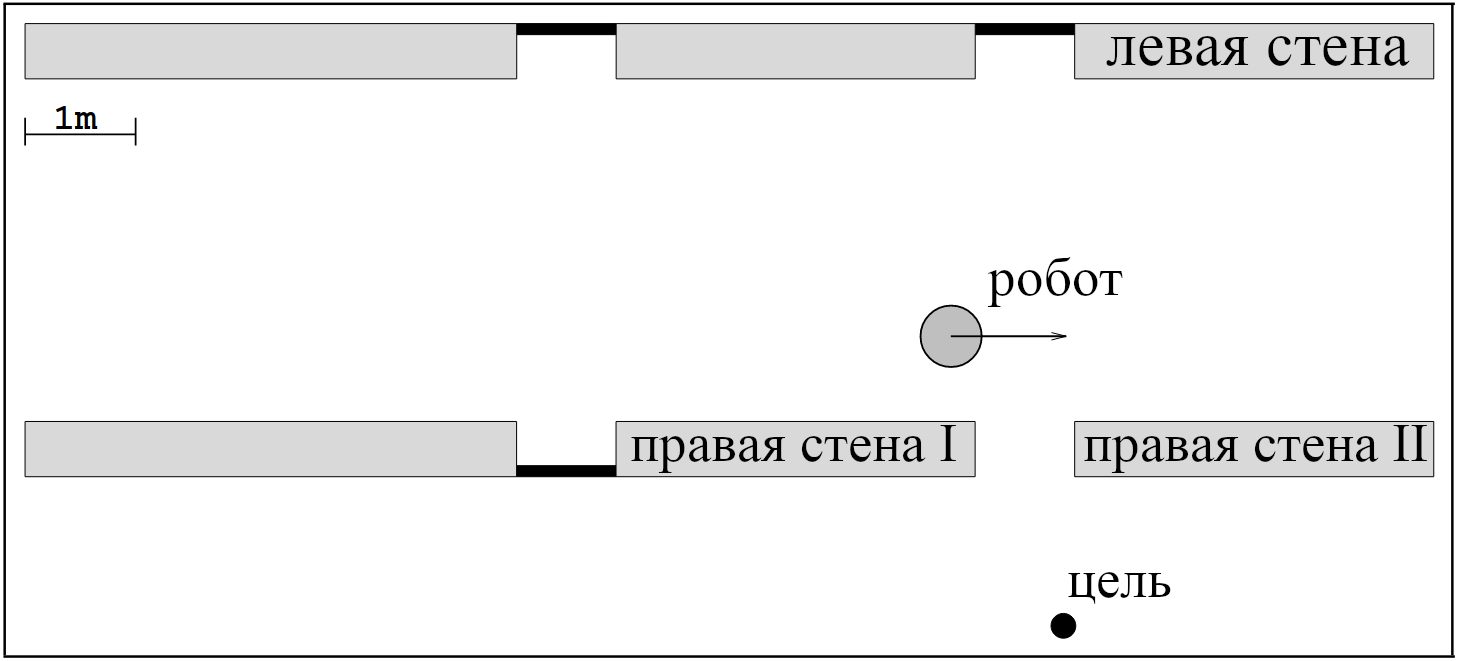 левая стена
1m
робот
правая стена I
правая стена II
цель